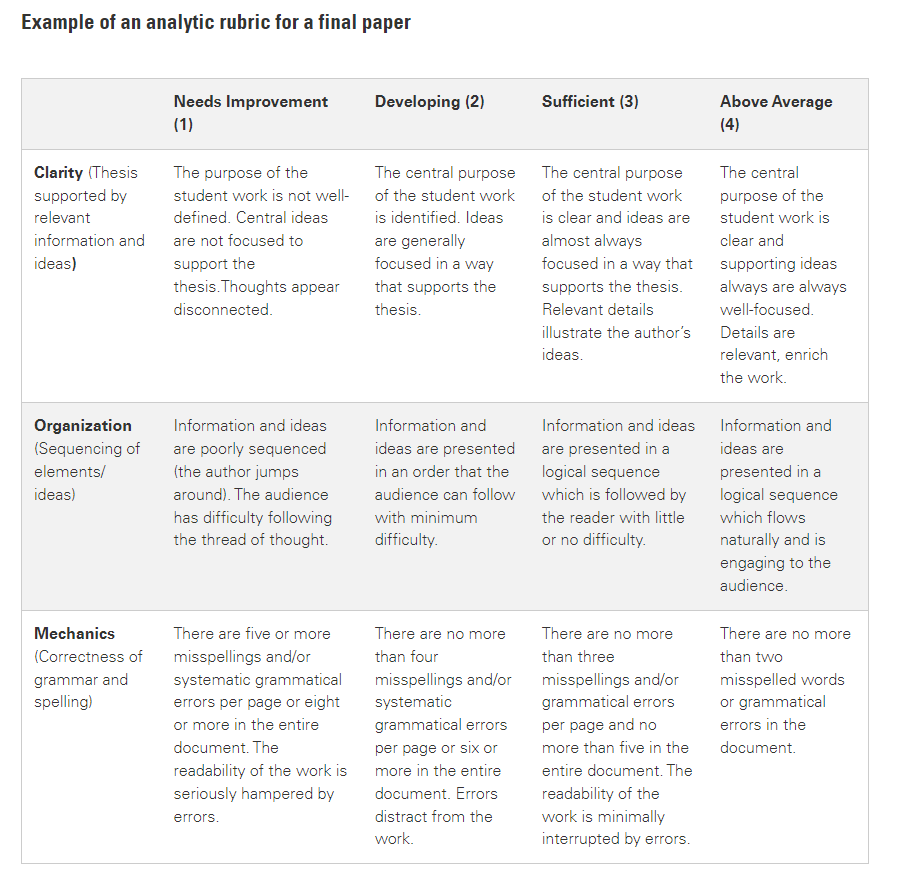 Example of an analytic rubric for a final paper
Needs Improvement
(1)
Developing (2)
Sufficient (3)
Above Average
(4)
Clarity (Thesis
supported by
relevant
information and
ideas)
The purpose of the
student work is not well-
defined. Central ideas
are not focused to
support the
thesis.Thoughts appear
disconnected.
The central purpose
of the student work
is identified. Ideas
are generally
focused in a way
that supports the
thesis.
The central purpose
of the student work
is clear and ideas are
almost always
focused in a way that
supports the thesis.
Relevant details
illustrate the author’s
ideas.
The central
purpose of the
student work is
clear and
supporting ideas
always are always
well-focused.
Details are
relevant, enrich
the work.
Organization
(Sequencing of
elements/
ideas)
Information and ideas
are poorly sequenced
(the author jumps
around). The audience
has difficulty following
the thread of thought.
Information and
ideas are presented
in an order that the
audience can follow
with minimum
difficulty.
Information and ideas
are presented in a
logical sequence
which is followed by
the reader with little
or no difficulty.
Information and
ideas are
presented in a
logical sequence
which flows
naturally and is
engaging to the
audience.
Mechanics
(Correctness of
grammar and
spelling)
There are five or more
misspellings and/or
systematic grammatical
errors per page or eight
or more in the entire
document. The
readability of the work is
seriously hampered by
errors.
There are no more
than four
misspellings and/or
systematic
grammatical errors
per page or six or
more in the entire
document. Errors
distract from the
work.
There are no more
than three
misspellings and/or
grammatical errors
per page and no
more than five in the
entire document. The
readability of the
work is minimally
interrupted by errors.
There are no more
than two
misspelled words
or grammatical
errors in the
document.